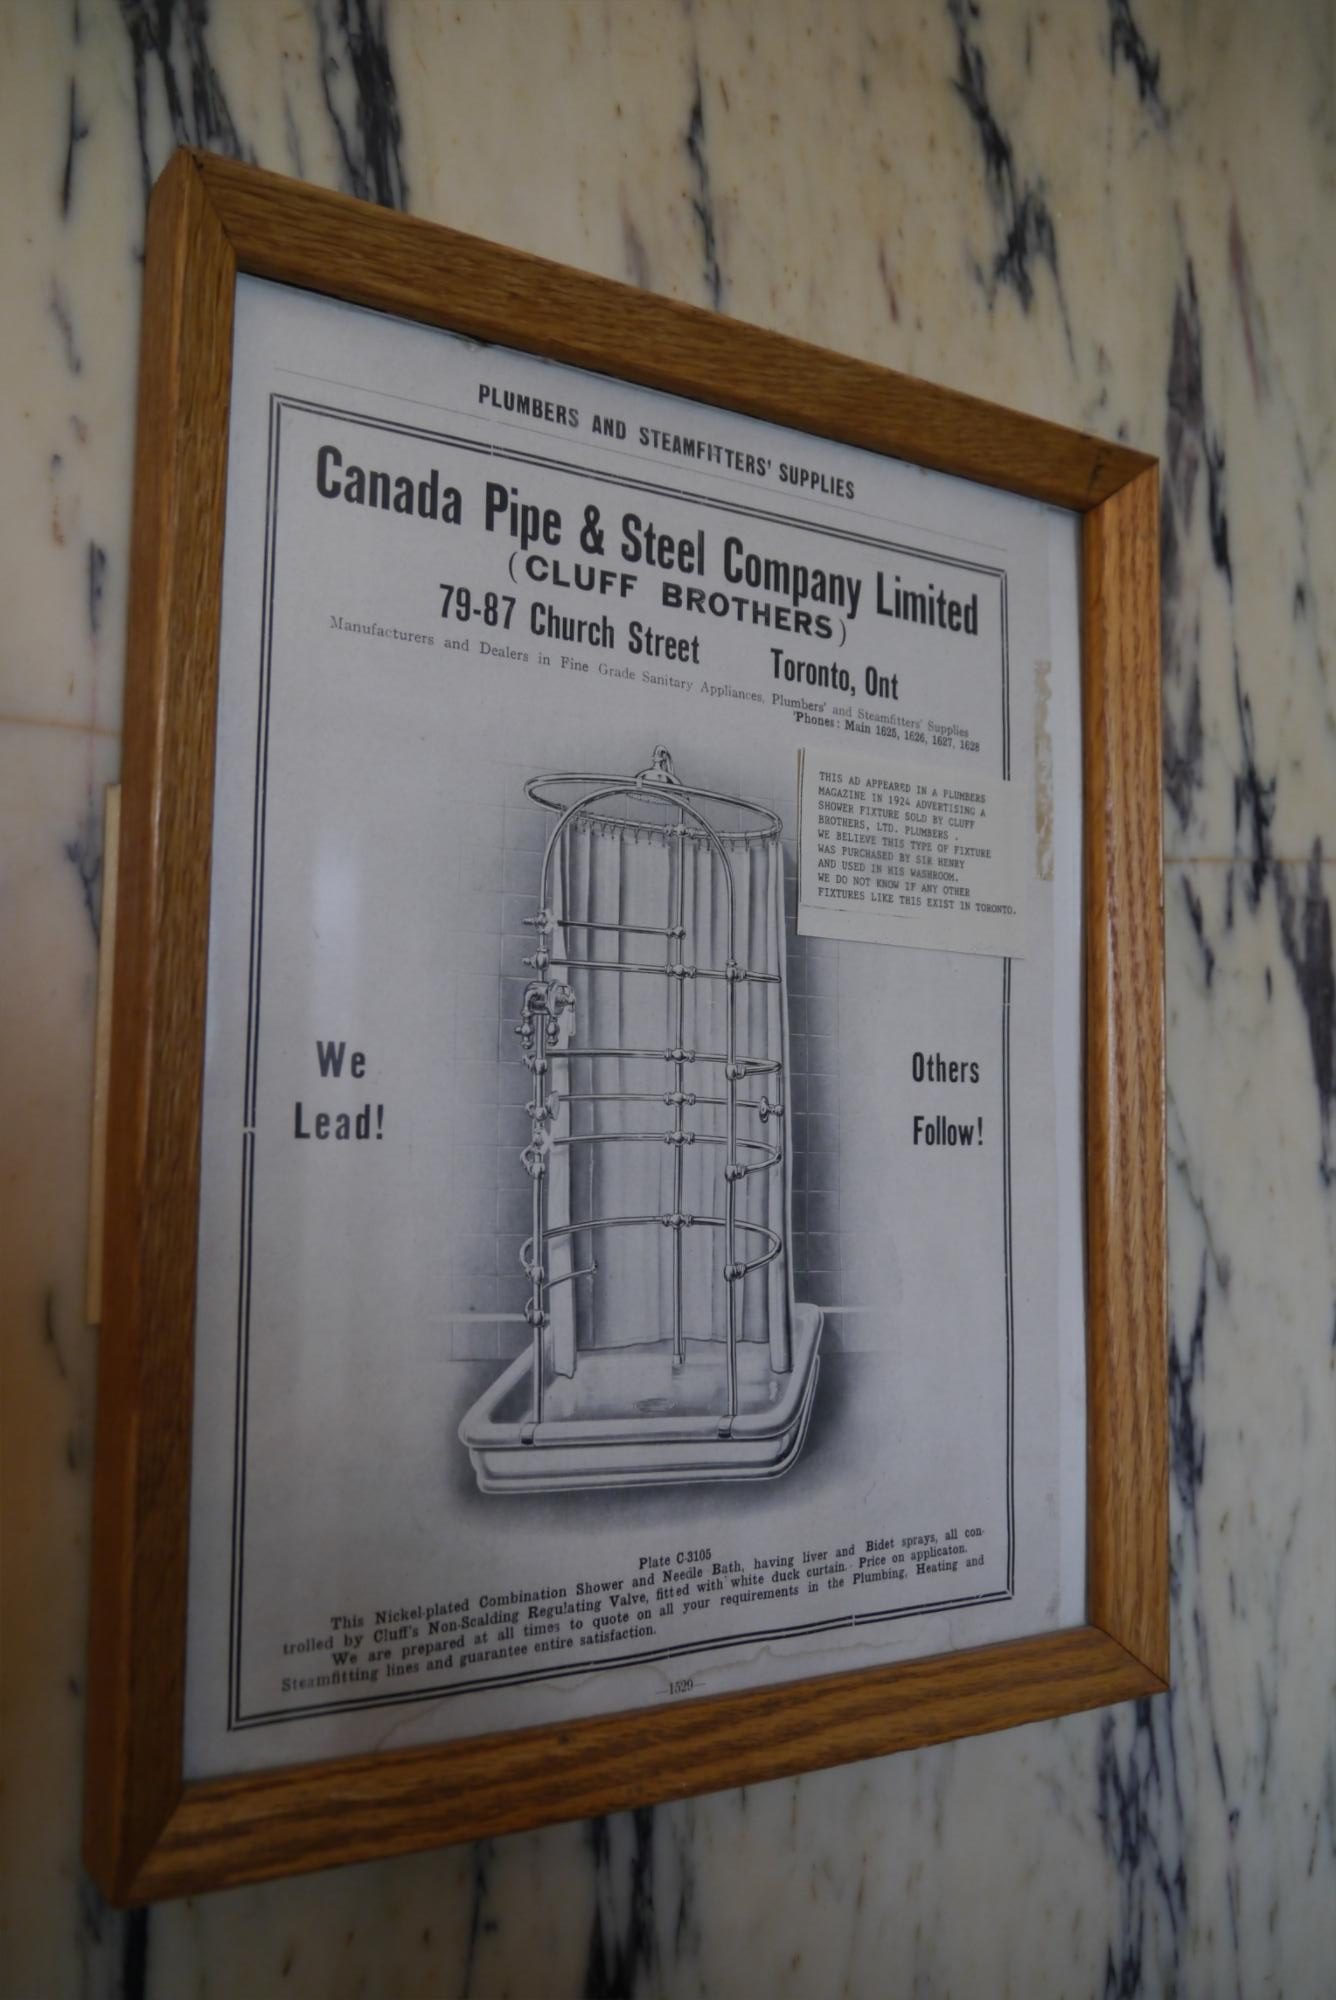 PLUMBERS AND STEAMFITTERS' SUPPLIES
Canada Pipe & Steel Company Limited
(CLUFF BROTHERS)
79-87 Church Street Toronto, Ont
Manufacturers and Dealers in Fine Grade Sanitary Appliances, Plumbers' and Steamfitters' Supplies
'Phones: Main 1625, 1626, 1627, 1628
THIS AD APPEARED IN A PLUMBERS
MAGAZINE IN 1924 ADVERTISING A
SHOWER FIXTURE SOLD BY CLUFF
BROTHERS, LTD. PLUMBERS .
WE BELIEVE THIS TYPE OF FIXTURE
WAS PURCHASED BY SIR HENRY
AND USED IN HIS WASHROOM.
WE DO NOT KNOW IF ANY OTHER
FIXTURES LIKE THIS EXIST IN TORONTO.
We
Lead!
Others
Follow!
Plate C-3105
This Nickel-plated Combination Shower and Needle Bath, having liver and Bidet sprays, all con-
trolled by Cluff's Non-Scalding Regulating Valve, fitted with white duck curtain. Price on applicaton.
We are prepared at all times to quote on all your requirements in the Plumbing, Heating and
Steamfitting lines and guarantee entire satisfaction.
—1529—